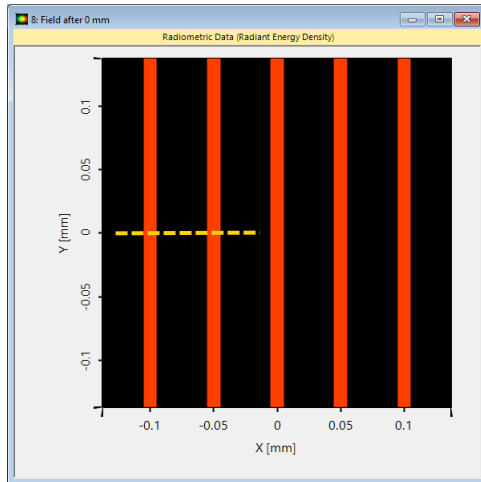 8: Field after 0 mm
Radiometric Data (Radiant Energy Density)
0.1
0.05
0
-0.05
-0.1
Y [mm]
-0.1
-0.05
0
0.05
0.1
X [mm]